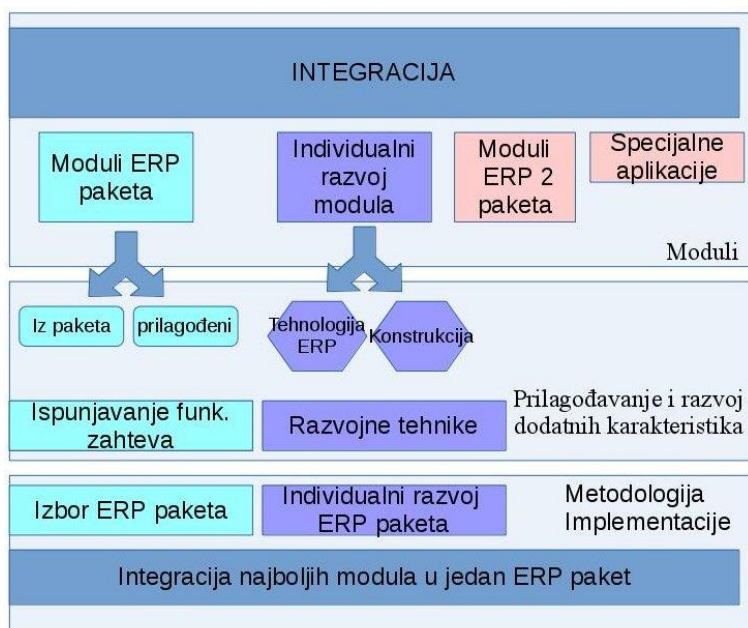 INTEGRACIJA
Moduli ERP
paketa
Individualni
razvoj
modula
Moduli
ERP 2
paketa
Specijalne
aplikacije
Moduli
Iz paketa
prilagođeni
Tehnologija
ERP
Konstrukcija
Ispunjavanje funk.
zahteva
Razvojne tehnike
Prilagođavanje i razvoj
dodatnih karakteristika
Izbor ERP paketa
Individualni razvoj
ERP paketa
Metodologija
Implementacije
Integracija najboljih modula u jedan ERP paket